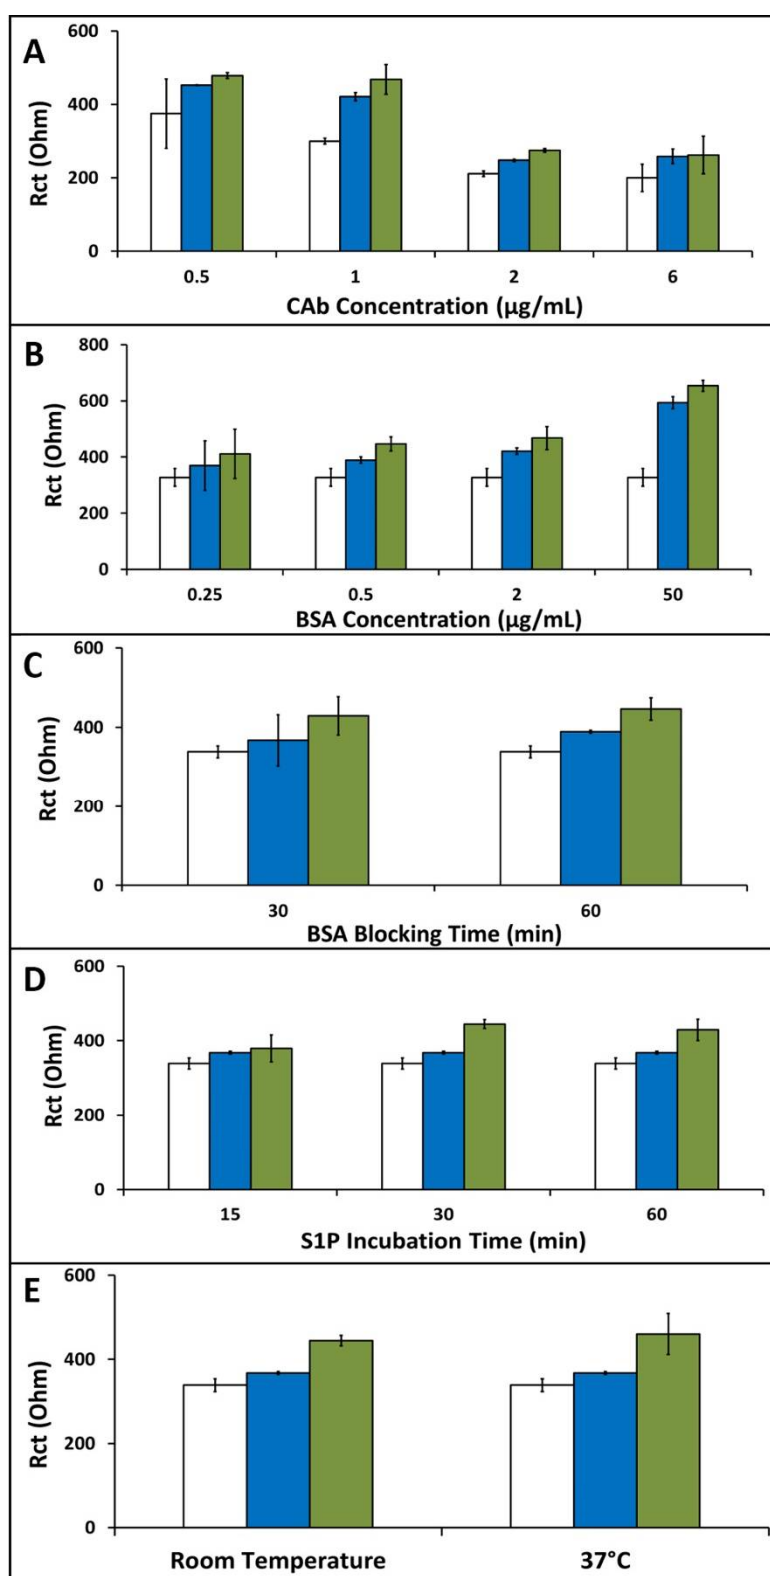 A
600
400
200
0
Rct (Ohm)
0.5 1 2 6
CAb Concentration (µg/mL)
B
800
600
400
200
0
Rct (Ohm)
0.25 0.5 2 50
BSA Concentration (µg/mL)
C
600
400
200
0
Rct (Ohm)
30 60
BSA Blocking Time (min)
D
600
400
200
0
Rct (Ohm)
15 30 60
S1P Incubation Time (min)
E
600
400
200
0
Rct (Ohm)
Room Temperature 37°C